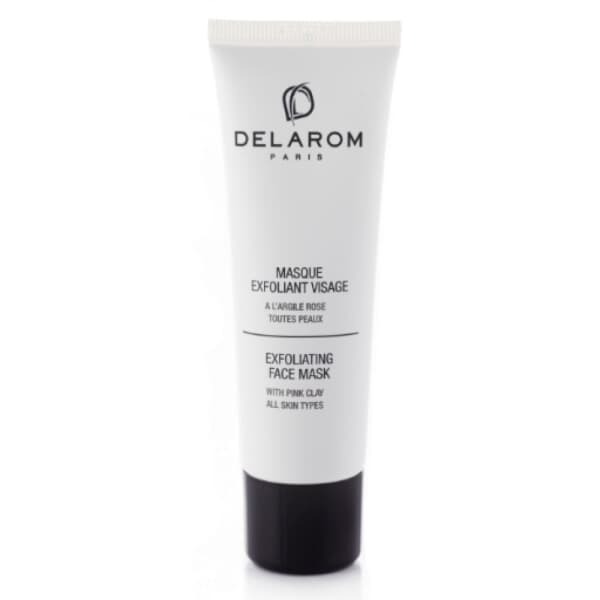 DELAROM
PARIS
MASQUE
EXFOLIANT VISAGE
A L'ARGILE ROSE
TOUTES PEAUX
EXFOLIATING
FACE MASK
WITH PINK CLAY
ALL SKIN TYPES